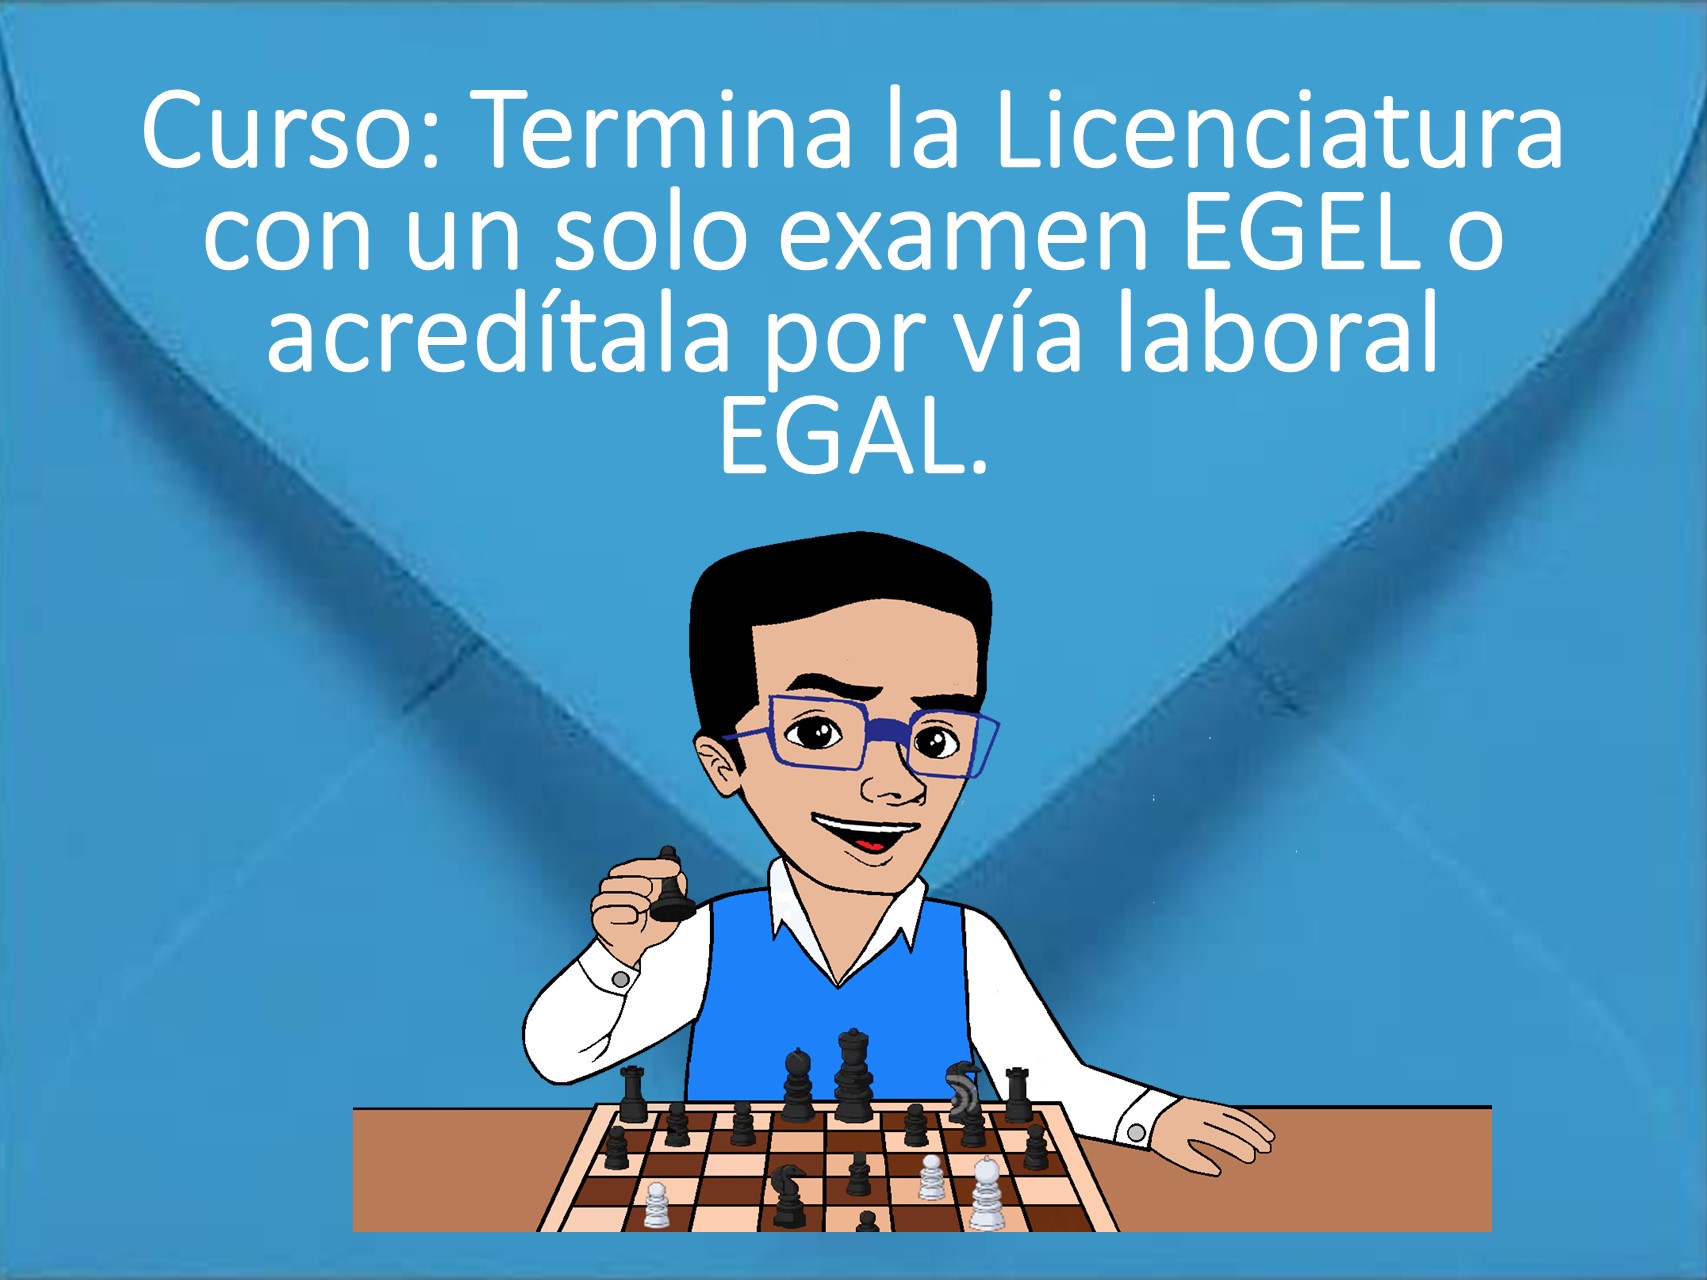 Curso: Termina la Licenciatura
con un solo examen EGEL o
acredítala por vía laboral
EGAL.